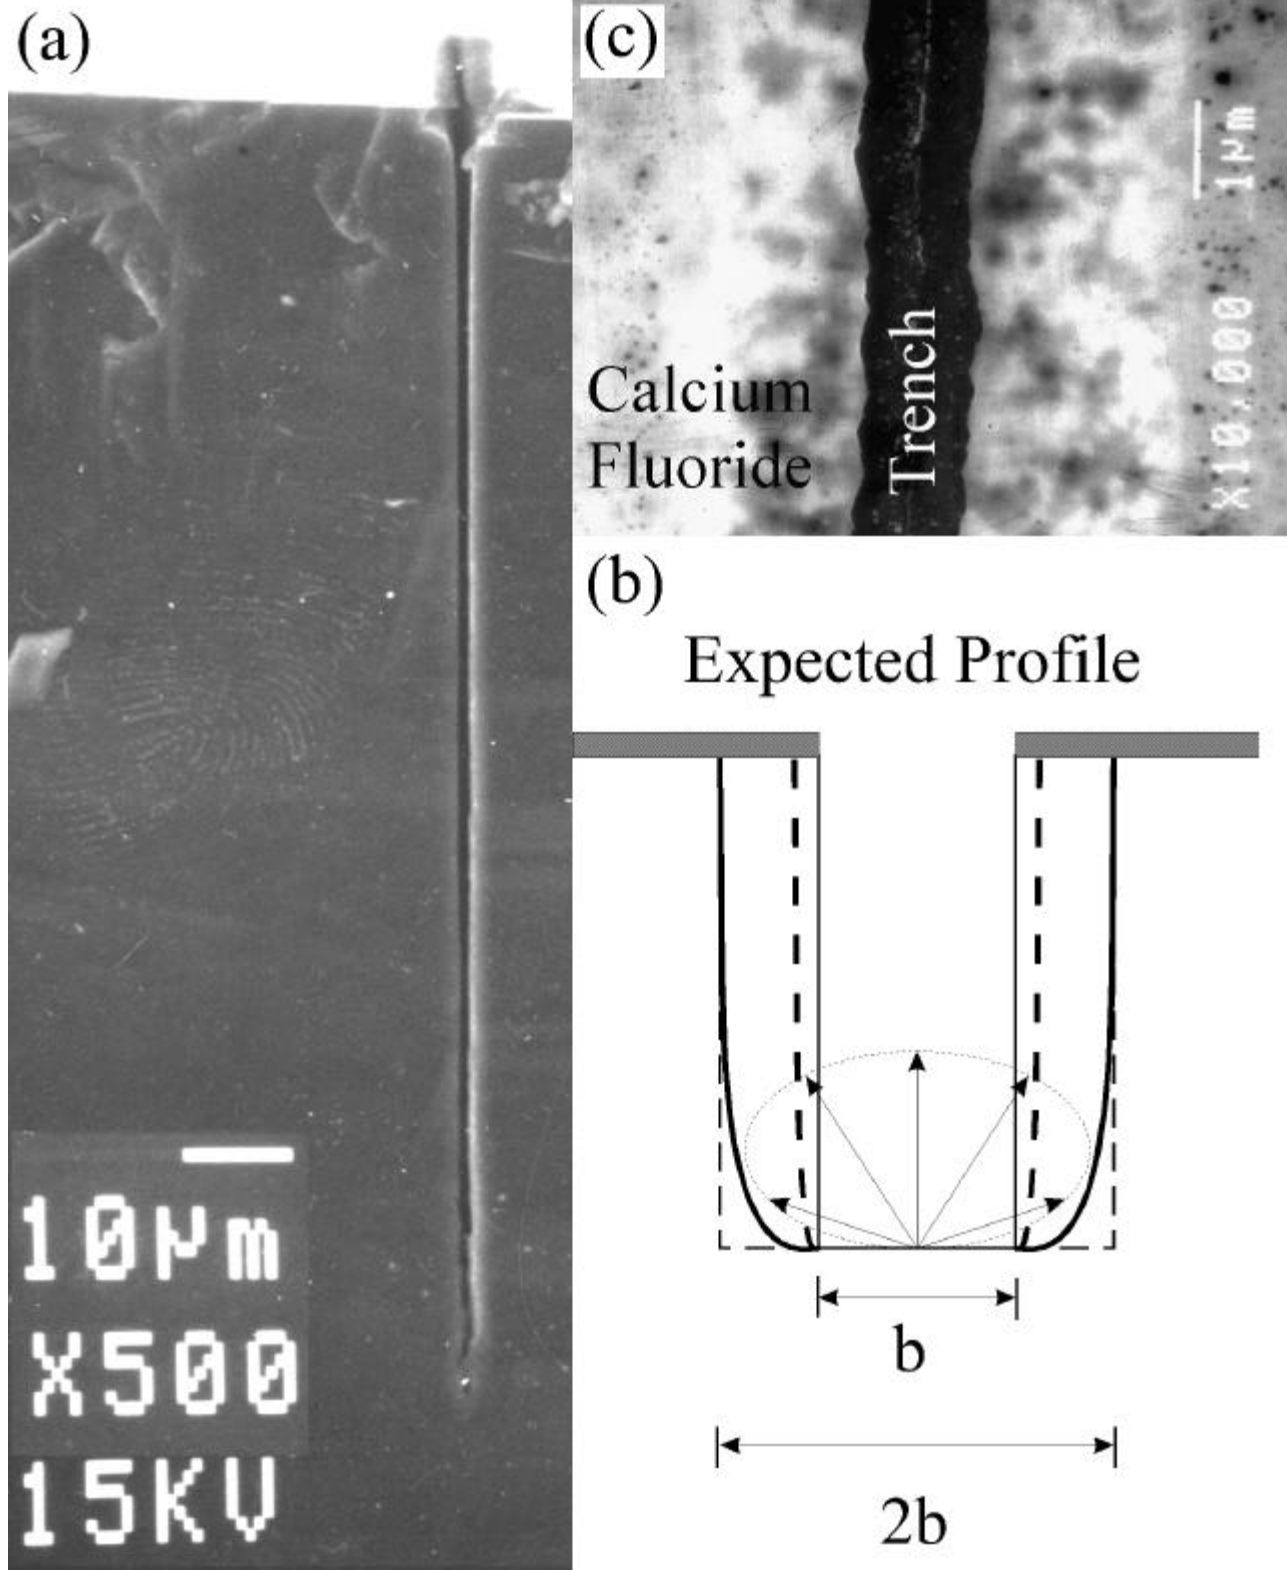 (a)
10µm
X500
15KV
(c)
Calcium
Fluoride
Trench
1µm
X10,000
(b)
Expected Profile
b
2b